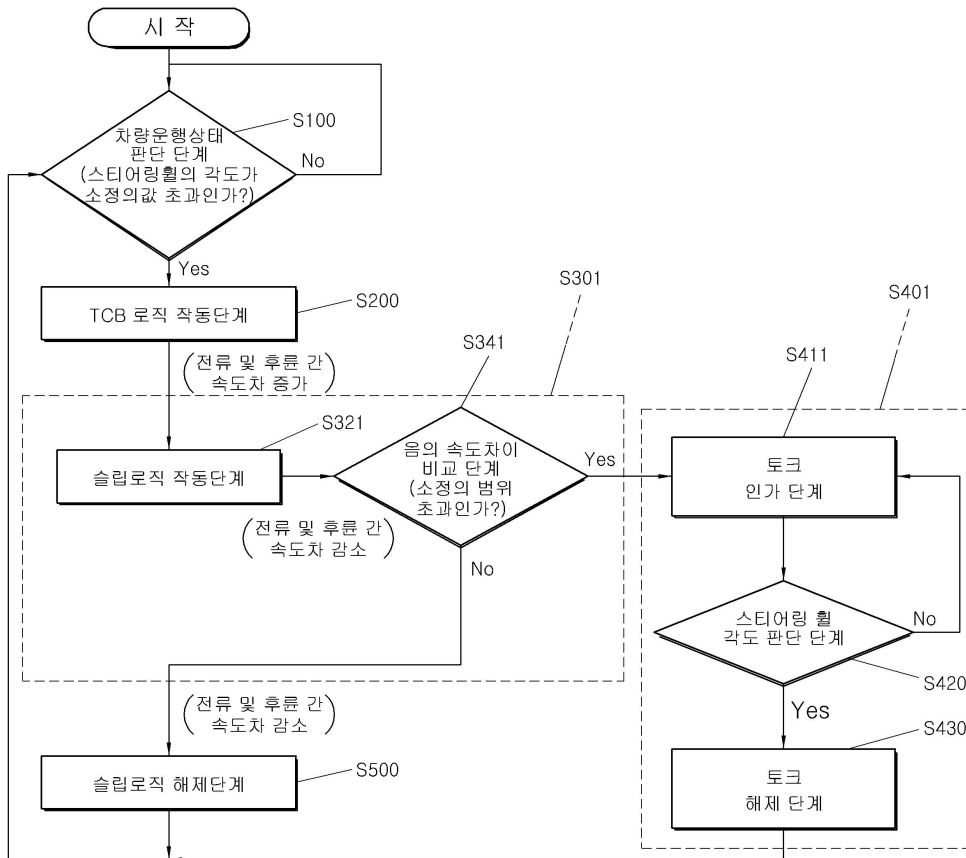 시 작
S100
차량운행상태
판단 단계
(스티어링휠의 각도가
소정의값 초과인가?)
No
Yes
S200
TCB 로직 작동단계
(전류 및 후륜 간
속도차 증가)
S301
S341
S321
슬립로직 작동단계
음의 속도차이
비교 단계
(소정의 범위
초과인가?)
Yes
(전류 및 후륜 간
속도차 감소)
No
S401
S411
토크
인가 단계
스티어링 휠
각도 판단 단계
No
S420
Yes
S430
토크
해제 단계
(전류 및 후륜 간
속도차 감소)
S500
슬립로직 해제단계